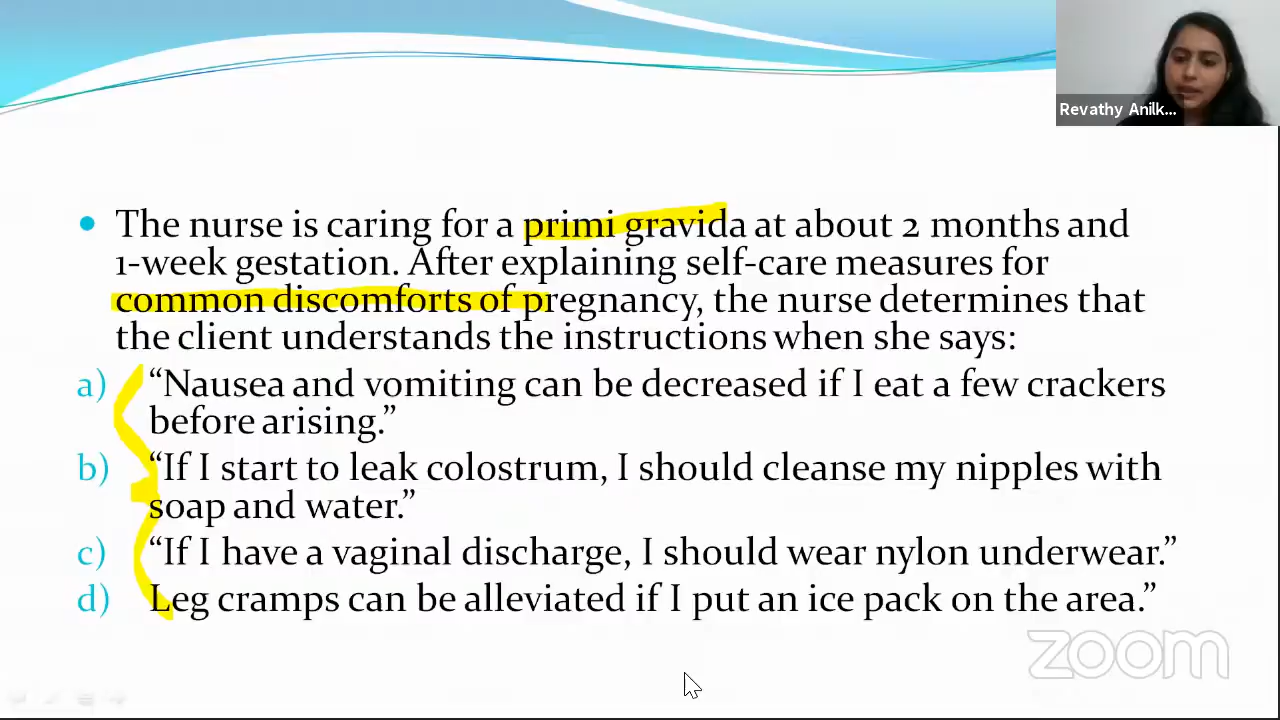 Revathy Anilk...
• The nurse is caring for a primi gravida at about 2 months and
1-week gestation. After explaining self-care measures for
common discomforts of pregnancy, the nurse determines that
the client understands the instructions when she says:
a) “Nausea and vomiting can be decreased if I eat a few crackers
before arising.”
b) “If I start to leak colostrum, I should cleanse my nipples with
soap and water.”
c) “If I have a vaginal discharge, I should wear nylon underwear.”
d) Leg cramps can be alleviated if I put an ice pack on the area.”
zoom